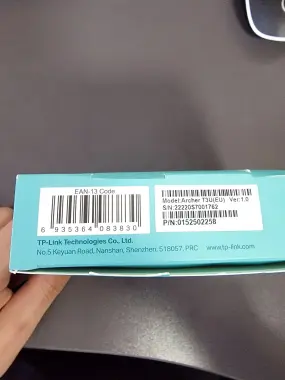 EAN-13 Code
6 935364 083830
Model:Archer T3U(EU) Ver:1.0
S/N:22220S7001762
P/N:0152502258
TP-Link Technologies Co., Ltd.
No.5 Keyuan Road, Nanshan, Shenzhen, 518057, PRC www.tp-link.com